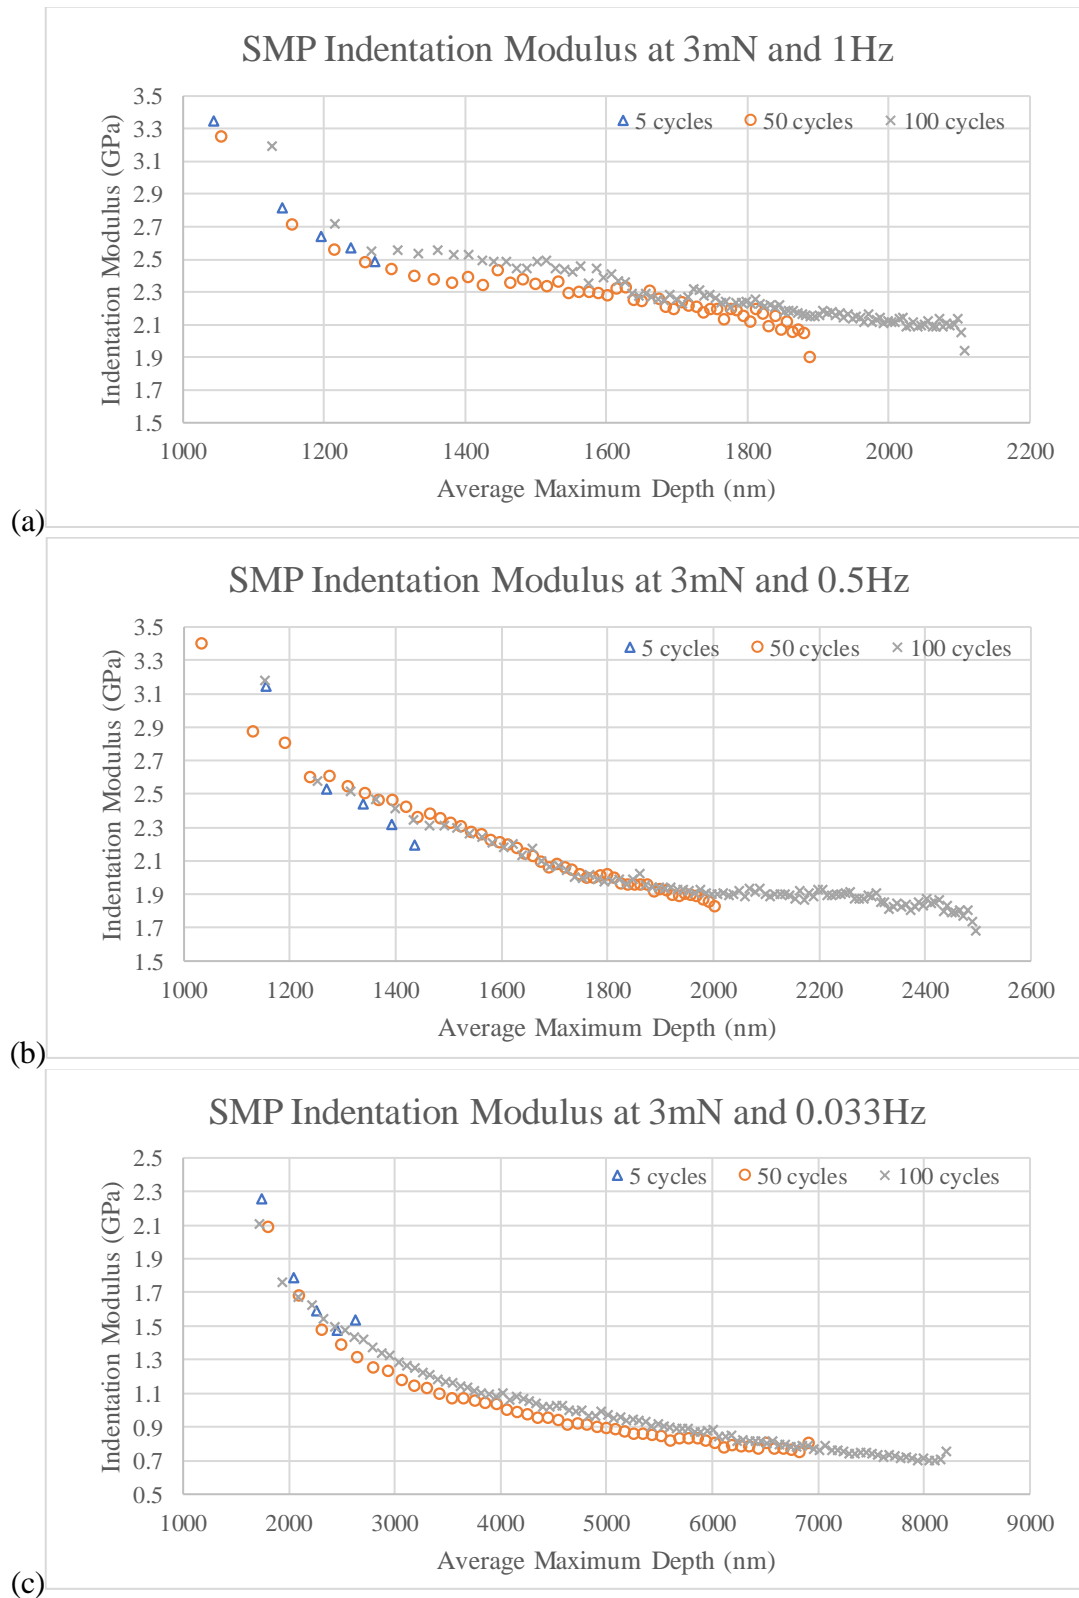 SMP Indentation Modulus at 3mN and 1Hz
3.5
3.3
3.1
2.9
2.7
2.5
2.3
2.1
1.9
1.7
1.5
Indentation Modulus (GPa)
5 cycles 50 cycles 100 cycles
1000 1200 1400 1600 1800 2000 2200
Average Maximum Depth (nm)
(a)
SMP Indentation Modulus at 3mN and 0.5Hz
3.5
3.3
3.1
2.9
2.7
2.5
2.3
2.1
1.9
1.7
1.5
Indentation Modulus (GPa)
5 cycles 50 cycles 100 cycles
1000 1200 1400 1600 1800 2000 2200 2400 2600
Average Maximum Depth (nm)
(b)
SMP Indentation Modulus at 3mN and 0.033Hz
2.5
2.3
2.1
1.9
1.7
1.5
1.3
1.1
0.9
0.7
0.5
Indentation Modulus (GPa)
5 cycles 50 cycles 100 cycles
1000 2000 3000 4000 5000 6000 7000 8000 9000
Average Maximum Depth (nm)
(c)